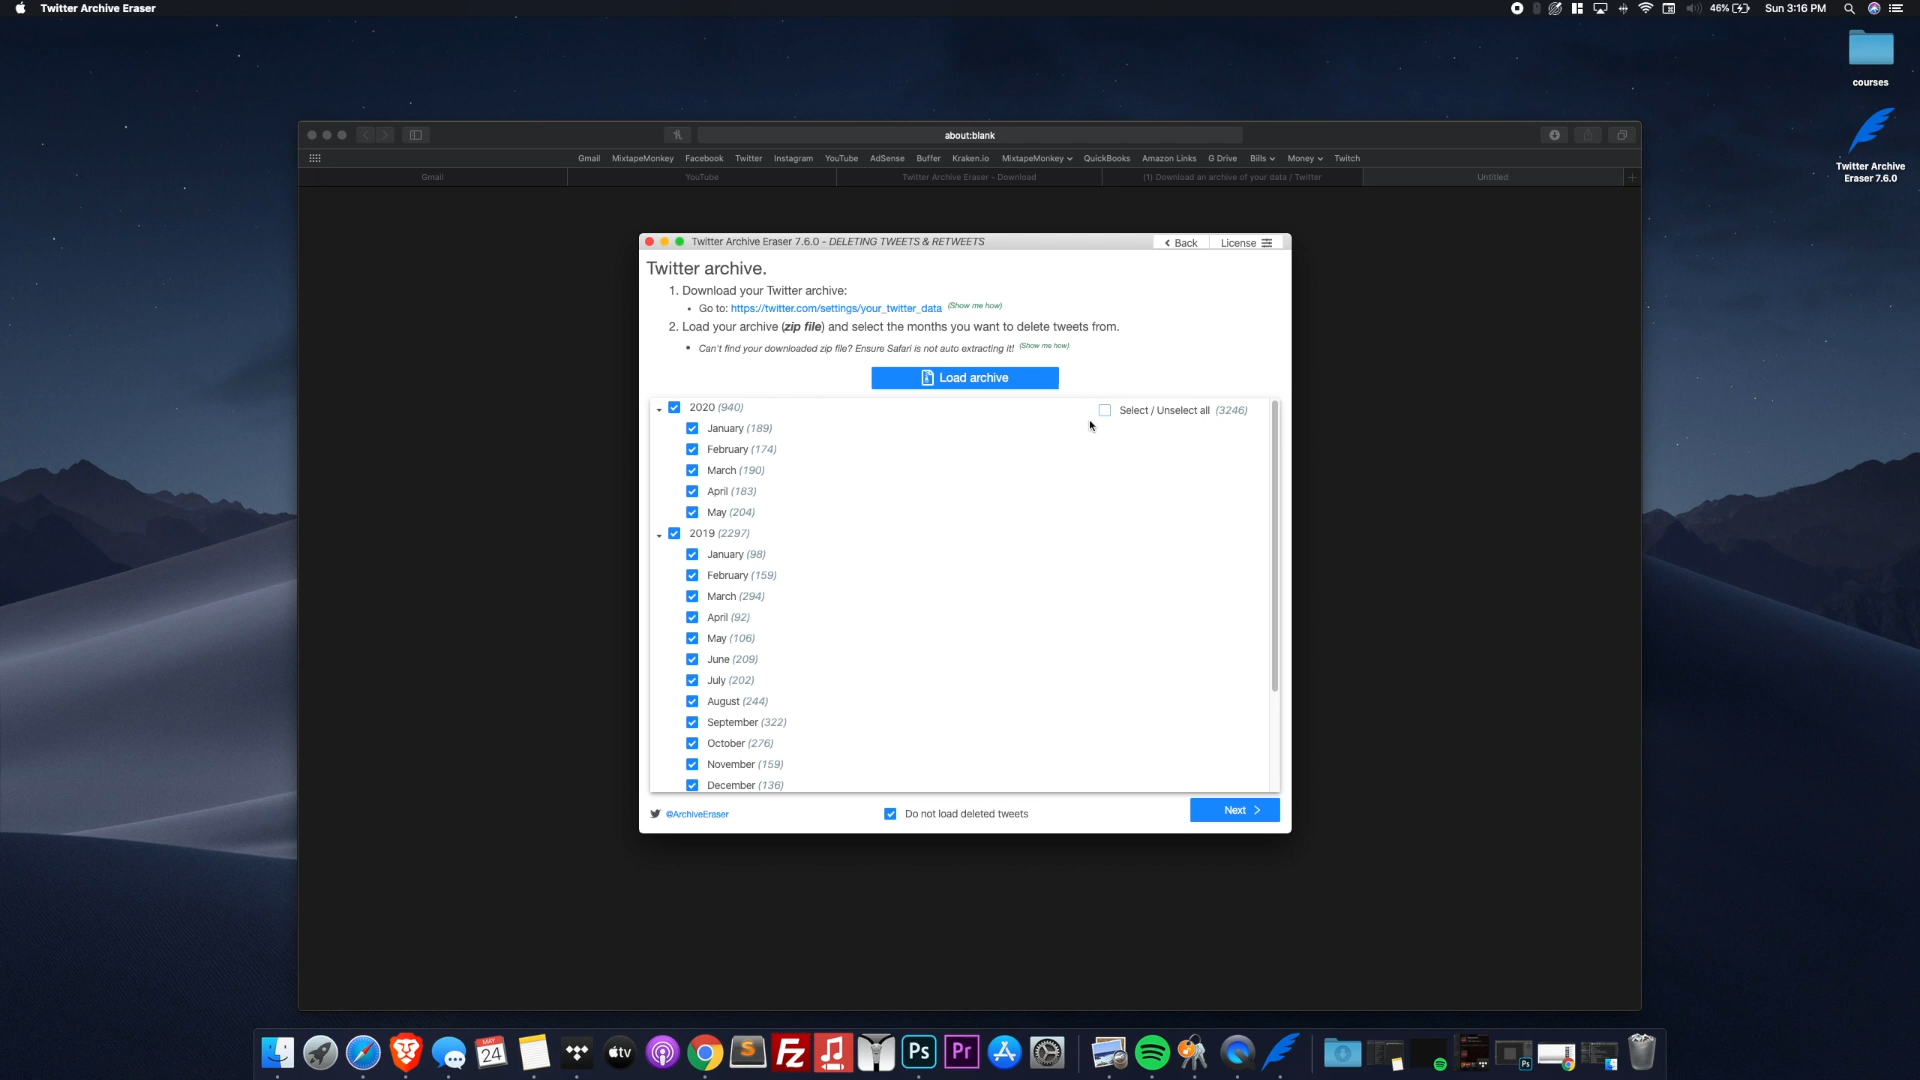 Twitter Archive Eraser
46%
Sun 3:16 PM
courses
Twitter Archive
Eraser 7.6.0
about:blank
Gmail MixtapeMonkey Facebook Twitter Instagram YouTube AdSense Buffer Kraken.io MixtapeMonkey QuickBooks Amazon Links G Drive Bills Money Twitch
Gmail YouTube Twitter Archive Eraser - Download (1) Download an archive of your data / Twitter Untitled
Twitter Archive Eraser 7.6.0 - DELETING TWEETS & RETWEETS
Back
License
Twitter archive.
1. Download your Twitter archive:
• Go to: https://twitter.com/settings/your_twitter_data (Show me how)
2. Load your archive (zip file) and select the months you want to delete tweets from.
• Can't find your downloaded zip file? Ensure Safari is not auto extracting it! (Show me how)
Load archive
2020 (940)
Select / Unselect all (3246)
January (189)
February (174)
March (190)
April (183)
May (204)
2019 (2297)
January (98)
February (159)
March (294)
April (92)
May (106)
June (209)
July (202)
August (244)
September (322)
October (276)
November (159)
December (136)
@ArchiveEraser
Do not load deleted tweets
Next
MAY
24
tv
S
FZ
Ps
Pr
Ps